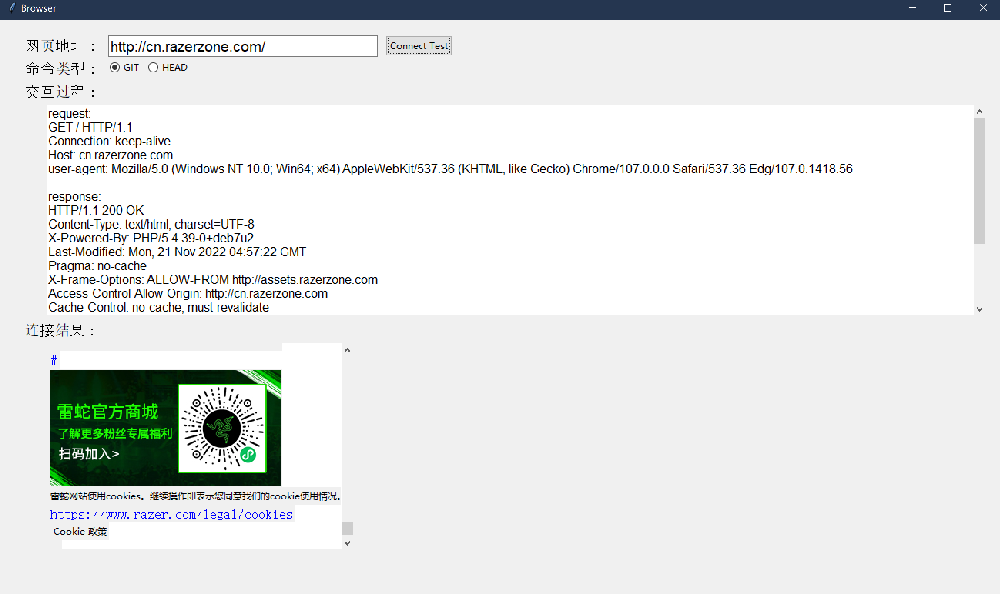 Browser
网页地址： http://cn.razerzone.com/ Connect Test
命令类型： GIT HEAD
交互过程：
request:
GET / HTTP/1.1
Connection: keep-alive
Host: cn.razerzone.com
user-agent: Mozilla/5.0 (Windows NT 10.0; Win64; x64) AppleWebKit/537.36 (KHTML, like Gecko) Chrome/107.0.0.0 Safari/537.36 Edg/107.0.1418.56
response:
HTTP/1.1 200 OK
Content-Type: text/html; charset=UTF-8
X-Powered-By: PHP/5.4.39-0+deb7u2
Last-Modified: Mon, 21 Nov 2022 04:57:22 GMT
Pragma: no-cache
X-Frame-Options: ALLOW-FROM http://assets.razerzone.com
Access-Control-Allow-Origin: http://cn.razerzone.com
Cache-Control: no-cache, must-revalidate
连接结果：
#
雷蛇官方商城
了解更多粉丝专属福利
扫码加入>
雷蛇网站使用cookies。继续操作即表示您同意我们的cookie使用情况。
https://www.razer.com/legal/cookies
Cookie 政策